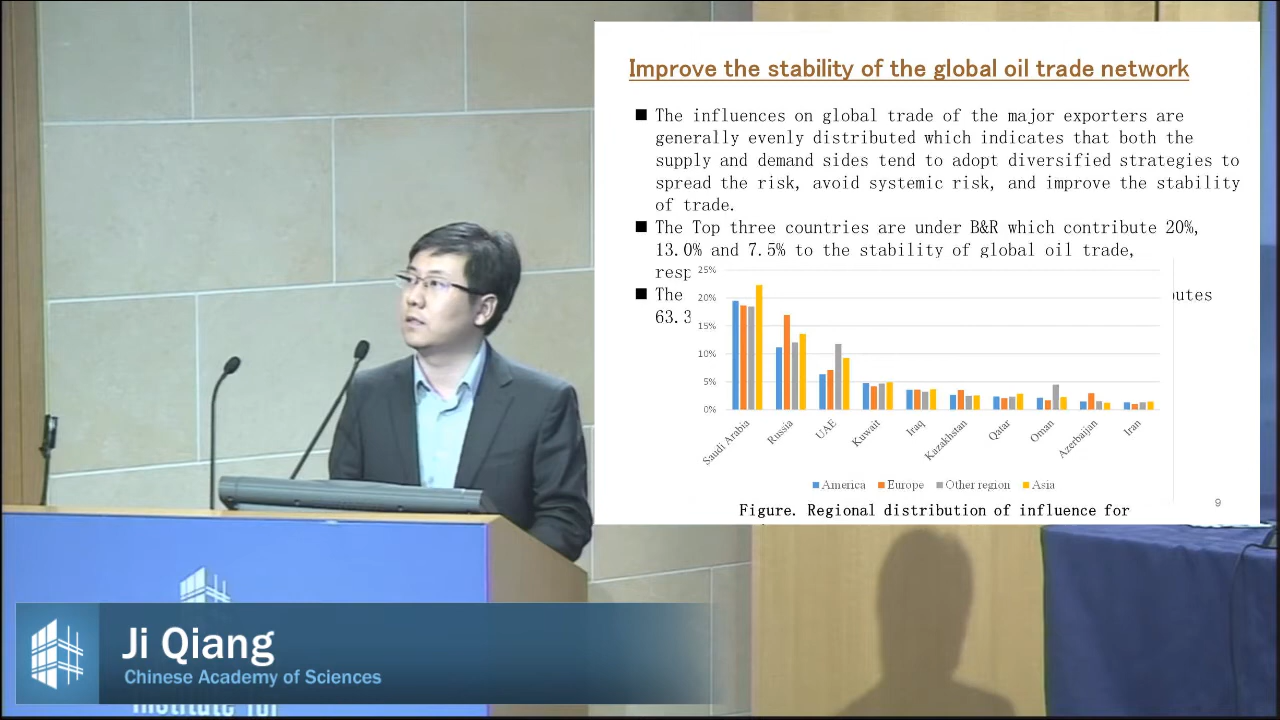 Improve the stability of the global oil trade network
■ The influences on global trade of the major exporters are
generally evenly distributed which indicates that both the
supply and demand sides tend to adopt diversified strategies to
spread the risk, avoid systemic risk, and improve the stability
of trade.
■ The Top three countries are under B&R which contribute 20%,
13.0% and 7.5% to the stability of global oil trade,
■ The
63.3
25%
20%
15%
10%
5%
0%
Saudi Arabia
Russia
UAE
Kuwait
Iraq
Kazakhstan
Qatar
Oman
Azerbaijan
Iran
America Europe Other region Asia
Figure. Regional distribution of influence for
9
Ji Qiang
Chinese Academy of Sciences
Institute for